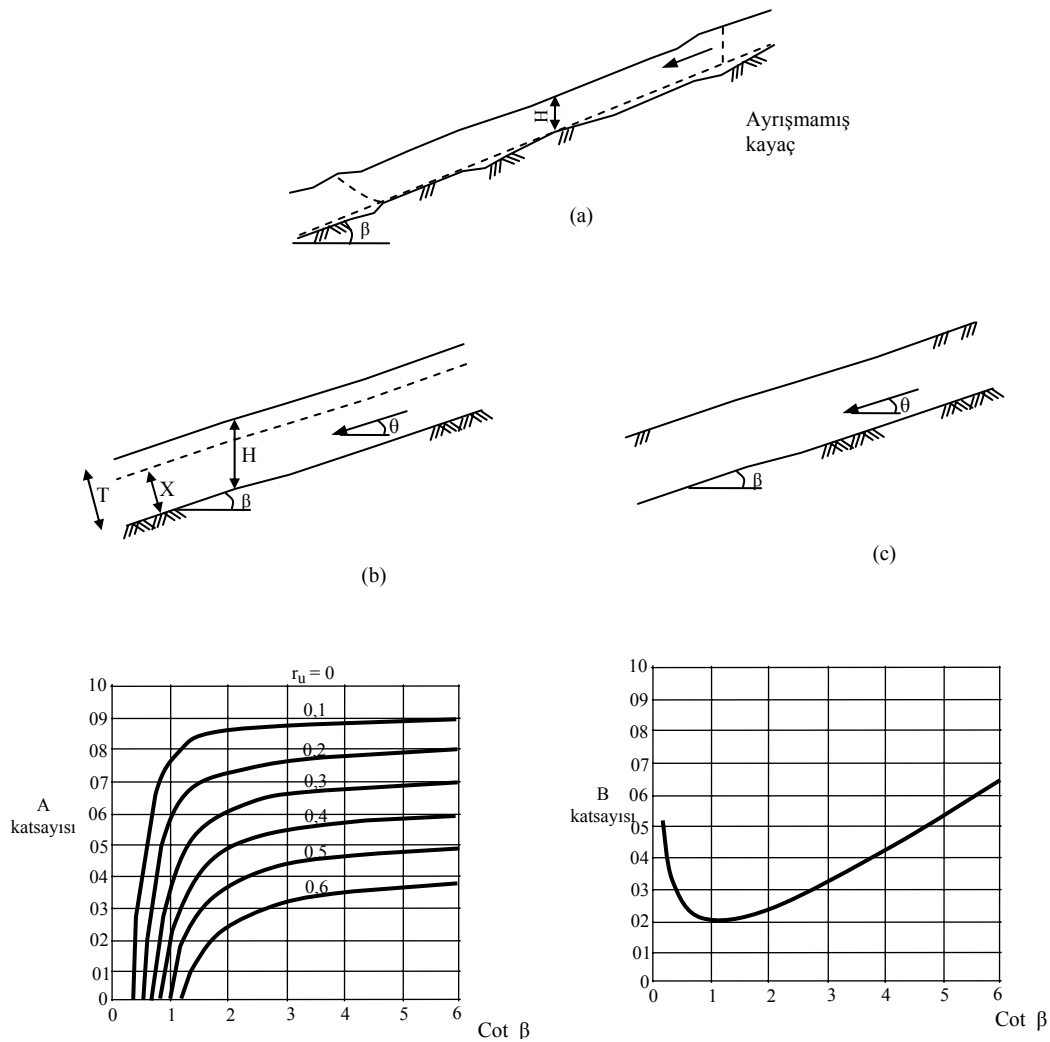 H
Ayrışmamış
kayaç
β
(a)
T
X
H
θ
β
(b)
θ
β
(c)
A
katsayısı
r_u = 0
0,1
0,2
0,3
0,4
0,5
0,6
10
09
08
07
06
05
04
03
02
01
0
0 1 2 3 4 5 6
Cot β
B
katsayısı
10
09
08
07
06
05
04
03
02
01
0
0 1 2 3 4 5 6
Cot β